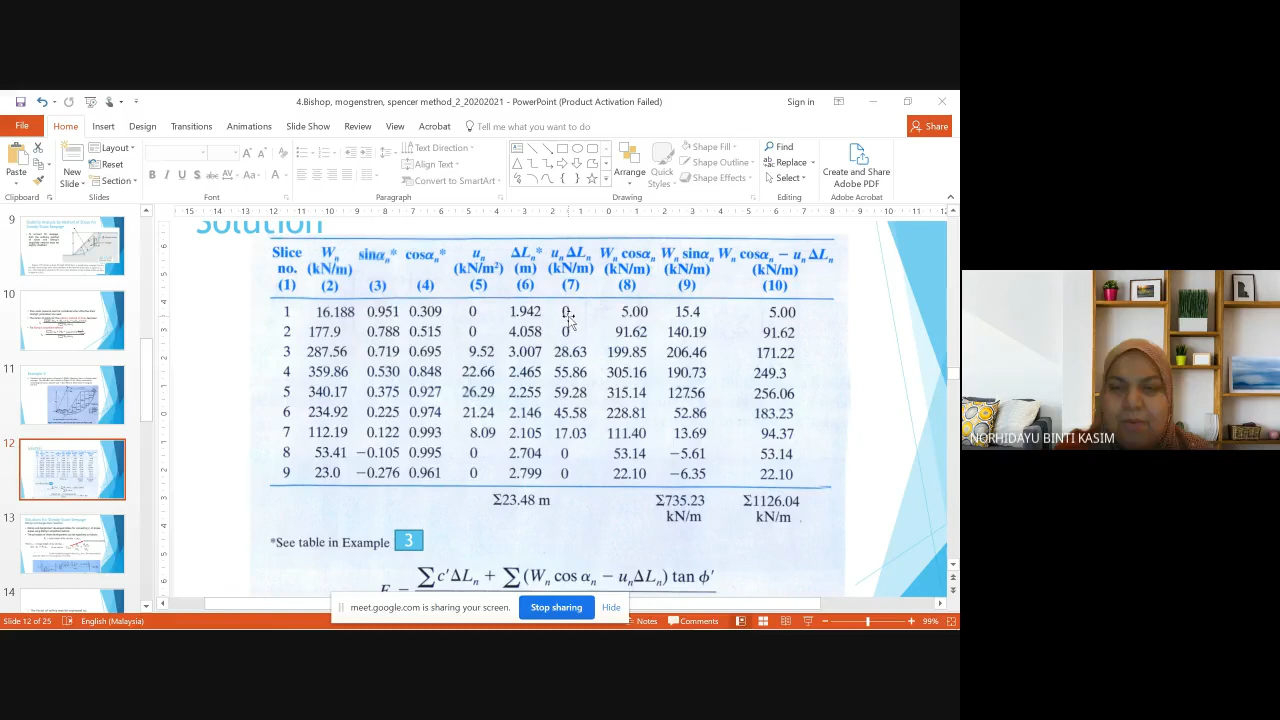 4.Bishop, mogenstren, spencer method_2_20202021 - PowerPoint (Product Activation Failed)
Sign in
File Home Insert Design Transitions Animations Slide Show Review View Acrobat Tell me what you want to do
Share
Paste
Clipboard
New Slide
Layout
Reset
Section
Slides
B I U S abc AV Aa A
Font
Text Direction
Align Text
Convert to SmartArt
Paragraph
Arrange
Quick Styles
Shape Fill
Shape Outline
Shape Effects
Drawing
Find
Replace
Select
Editing
Create and Share Adobe PDF
Adobe Acrobat
9
10
11
12
13
14
Solution
Slice no. (1) Wn (kN/m) (2) sinαn* (3) cosαn* (4) un (kN/m²) (5) ΔLn* (m) (6) unΔLn (kN/m) (7) Wn cosαn (kN/m) (8) Wn sinαn (kN/m) (9) Wn cosαn − unΔLn (kN/m) (10)
1 16.188 0.951 0.309 0 1.942 0 5.00 15.4 5.00
2 177.9 0.788 0.515 0 4.058 0 91.62 140.19 91.62
3 287.56 0.719 0.695 9.52 3.007 28.63 199.85 206.46 171.22
4 359.86 0.530 0.848 22.66 2.465 55.86 305.16 190.73 249.3
5 340.17 0.375 0.927 26.29 2.255 59.28 315.14 127.56 256.06
6 234.92 0.225 0.974 21.24 2.146 45.58 228.81 52.86 183.23
7 112.19 0.122 0.993 8.09 2.105 17.03 111.40 13.69 94.37
8 53.41 −0.105 0.995 0 2.704 0 53.14 −5.61 53.14
9 23.0 −0.276 0.961 0 2.799 0 22.10 −6.35 22.10
Σ23.48 m Σ735.23 kN/m Σ1126.04 kN/m
*See table in Example 3
∑c′ΔLn + ∑(Wn cos αn − unΔLn) tan ϕ′
meet.google.com is sharing your screen. Stop sharing Hide
Slide 12 of 25 English (Malaysia) Notes Comments 99%
NORHIDAYU BINTI KASIM